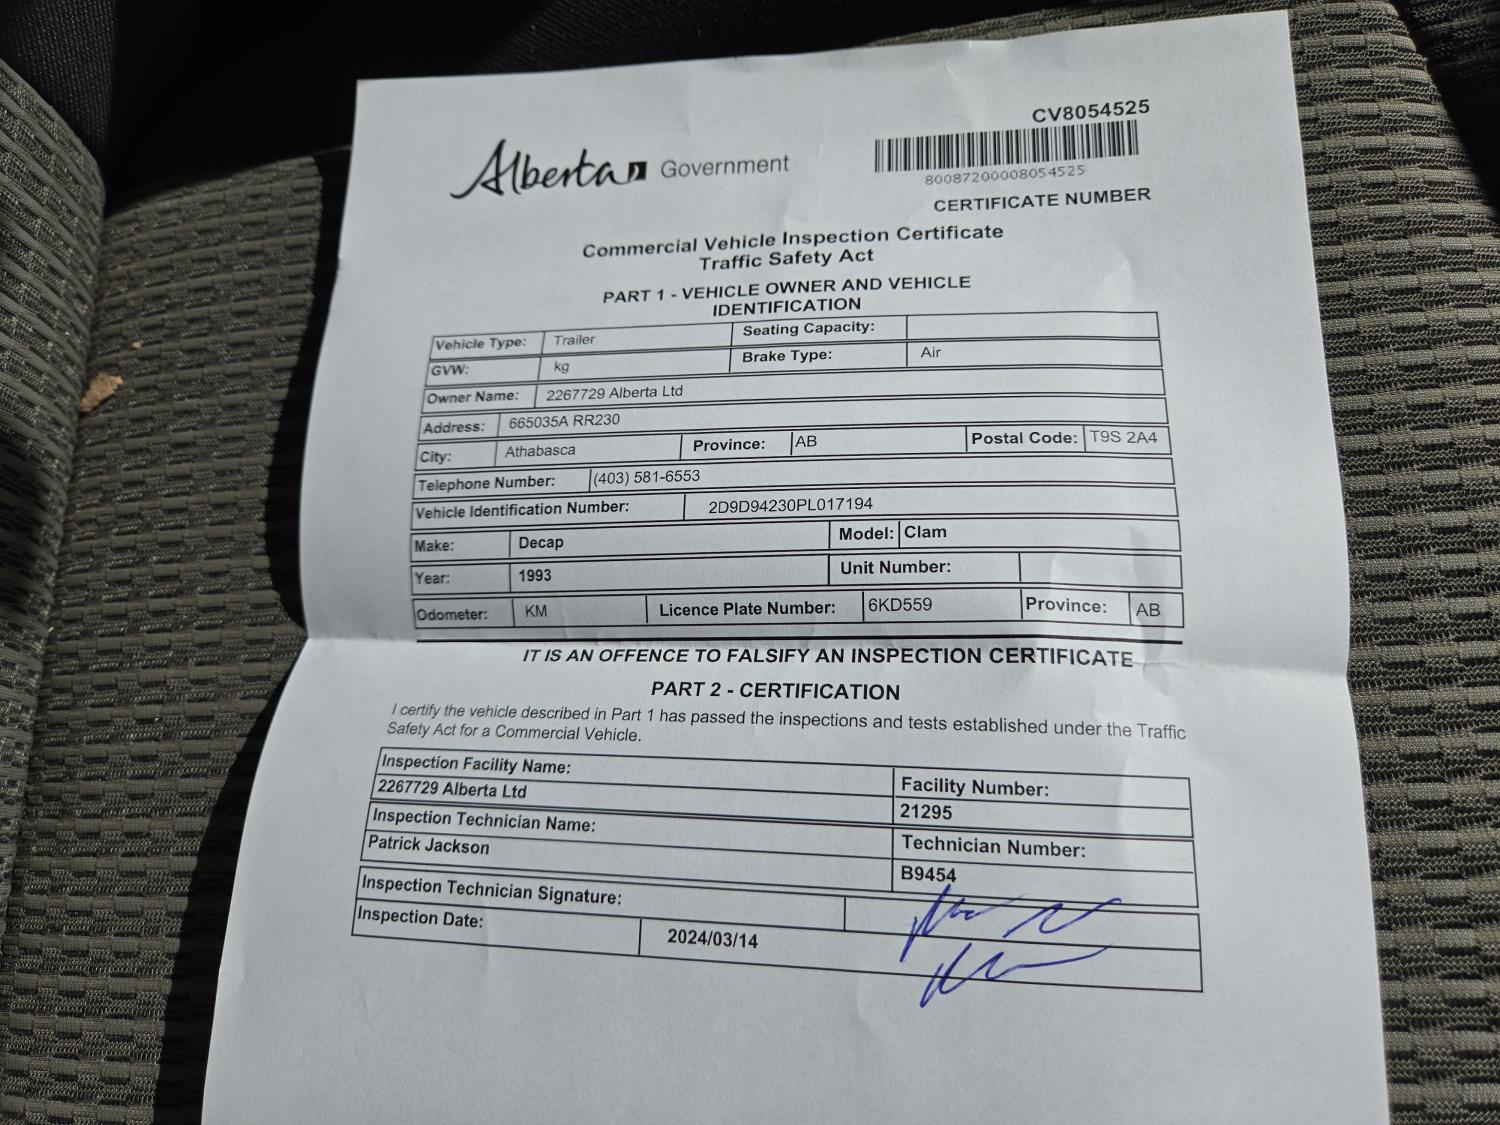 CV8054525
Alberta Government
80087200008054525
CERTIFICATE NUMBER
Commercial Vehicle Inspection Certificate
Traffic Safety Act
PART 1 - VEHICLE OWNER AND VEHICLE
IDENTIFICATION
Vehicle Type: Trailer Seating Capacity:
GVW: kg Brake Type: Air
Owner Name: 2267729 Alberta Ltd
Address: 665035A RR230
City: Athabasca Province: AB Postal Code: T9S 2A4
Telephone Number: (403) 581-6553
Vehicle Identification Number: 2D9D94230PL017194
Make: Decap Model: Clam
Year: 1993 Unit Number:
Odometer: KM Licence Plate Number: 6KD559 Province: AB
IT IS AN OFFENCE TO FALSIFY AN INSPECTION CERTIFICATE
PART 2 - CERTIFICATION
I certify the vehicle described in Part 1 has passed the inspections and tests established under the Traffic
Safety Act for a Commercial Vehicle.
Inspection Facility Name: Facility Number:
2267729 Alberta Ltd 21295
Inspection Technician Name: Technician Number:
Patrick Jackson B9454
Inspection Technician Signature:
Inspection Date: 2024/03/14